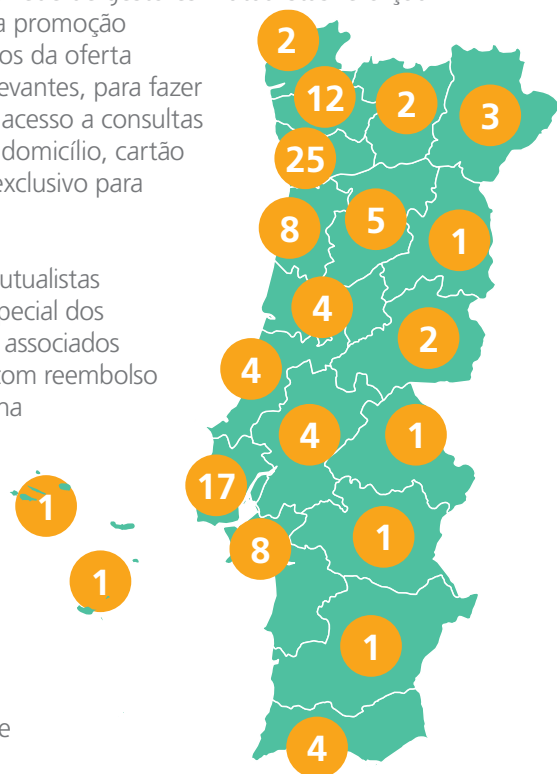 a promoção
os da oferta
evantes, para fazer
acesso a consultas
domicílio, cartão
exclusivo para
utualistas
pecial dos
associados
com reembolso
na
e
2
12
2
3
25
8
5
1
4
2
4
4
1
17
1
8
1
1
1
4